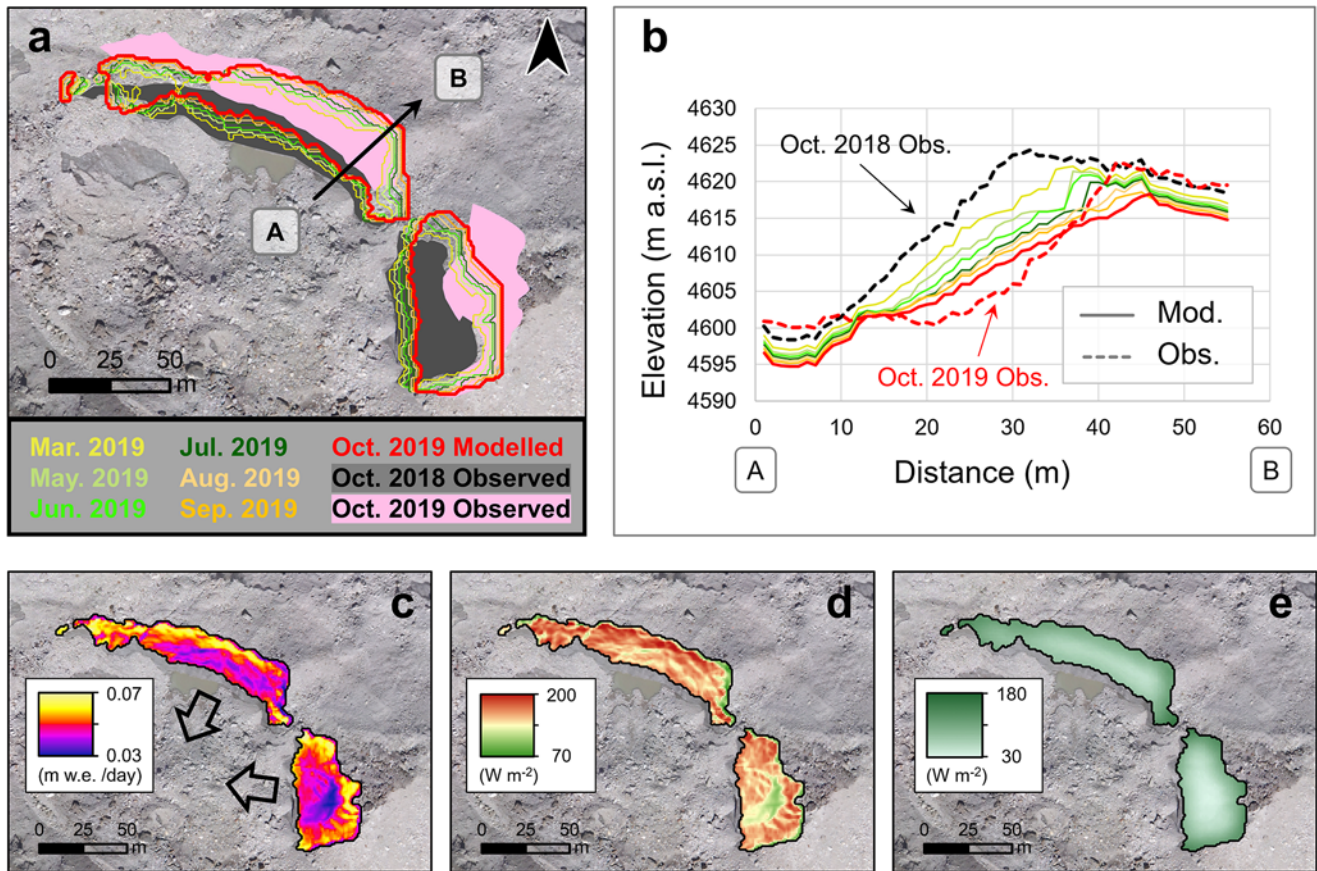 a
B
A
0 25 50
m
Mar. 2019 Jul. 2019 Oct. 2019 Modelled
May. 2019 Aug. 2019 Oct. 2018 Observed
Jun. 2019 Sep. 2019 Oct. 2019 Observed
b
Elevation (m a.s.l.)
4630
4625
4620
4615
4610
4605
4600
4595
4590
Oct. 2018 Obs.
Oct. 2019 Obs.
Mod.
Obs.
0 10 20 30 40 50 60
A Distance (m) B
c
0.07
0.03
(m w.e. /day)
0 25 50
m
d
200
70
(W m-2)
0 25 50
m
e
180
30
(W m-2)
0 25 50
m